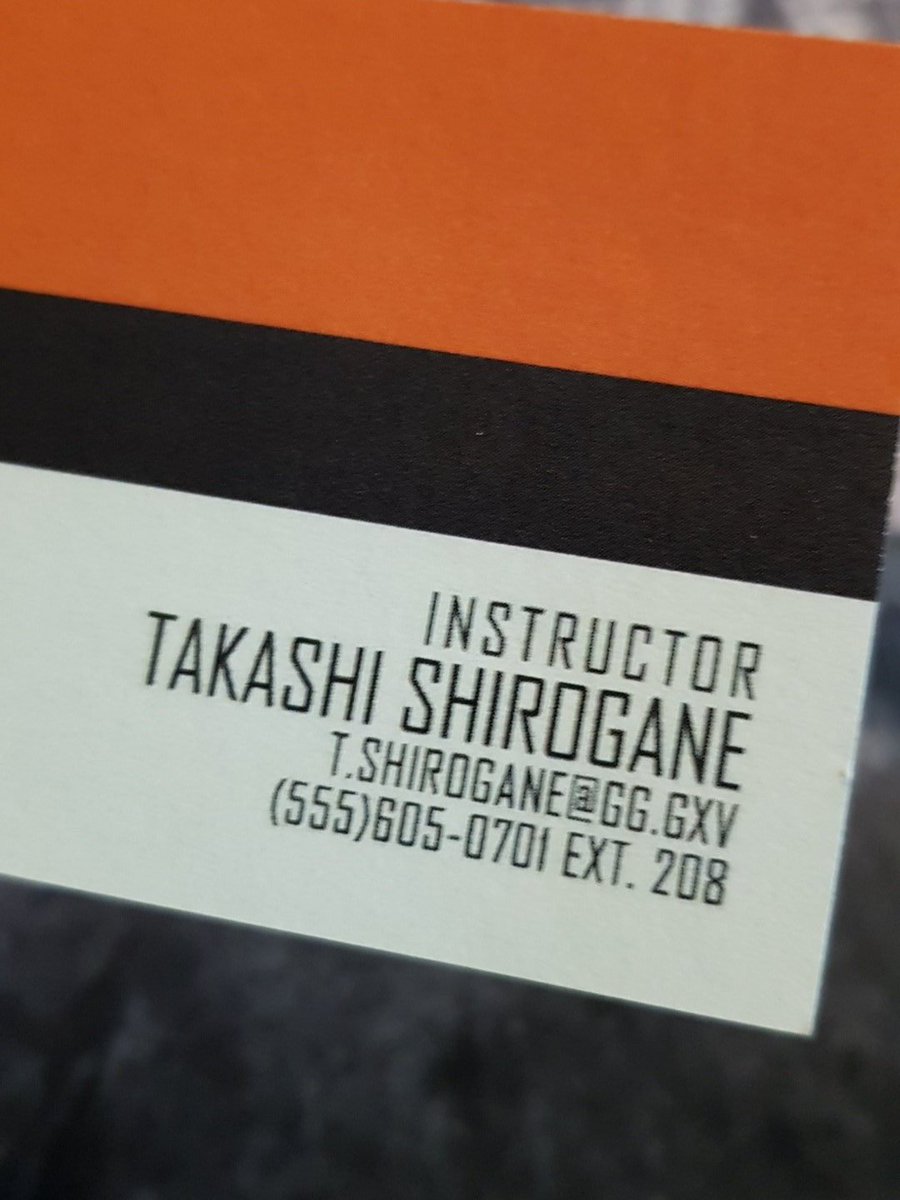 INSTRUCTOR
TAKASHI SHIROGANE
T.SHIROGANE@GG.GXV
(555)605-0701 EXT. 208